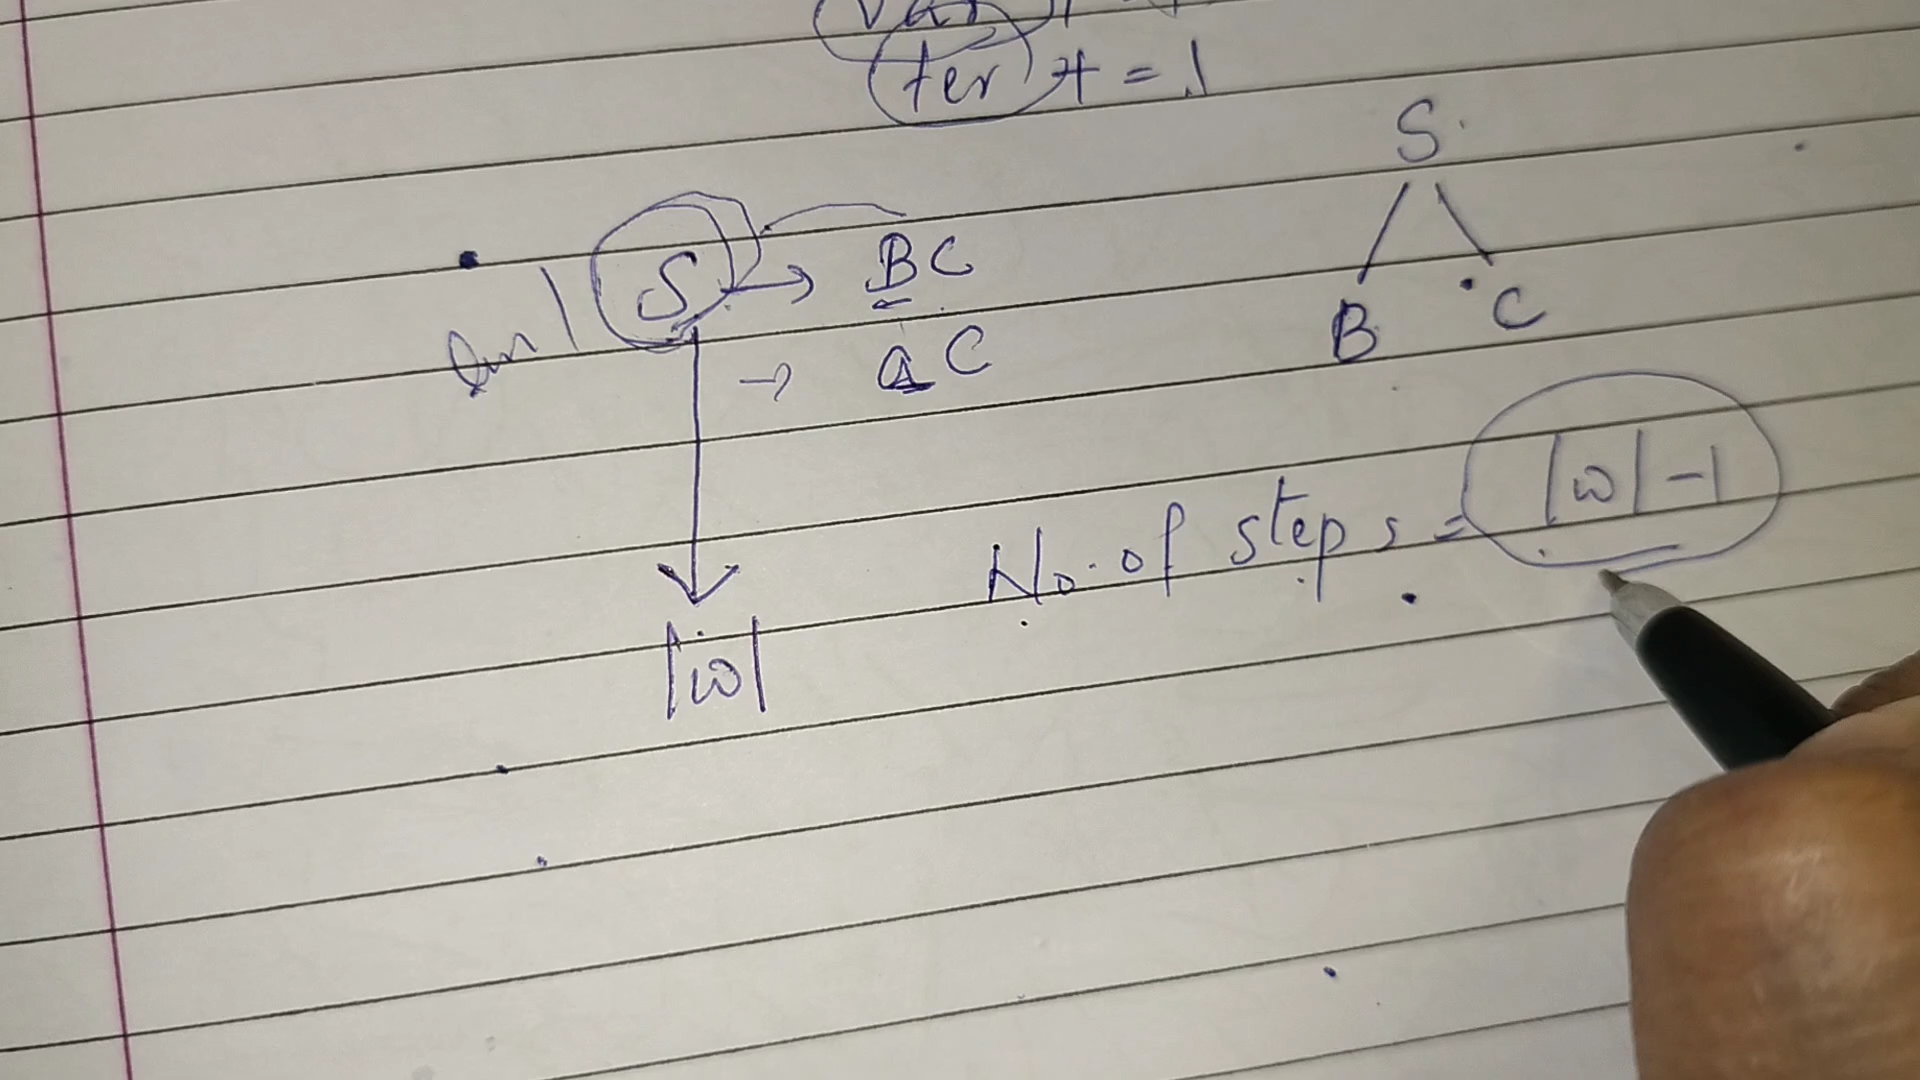 ter # = 1
S
S → BC
→ aC
B C
No. of steps = |w| - 1
|w|